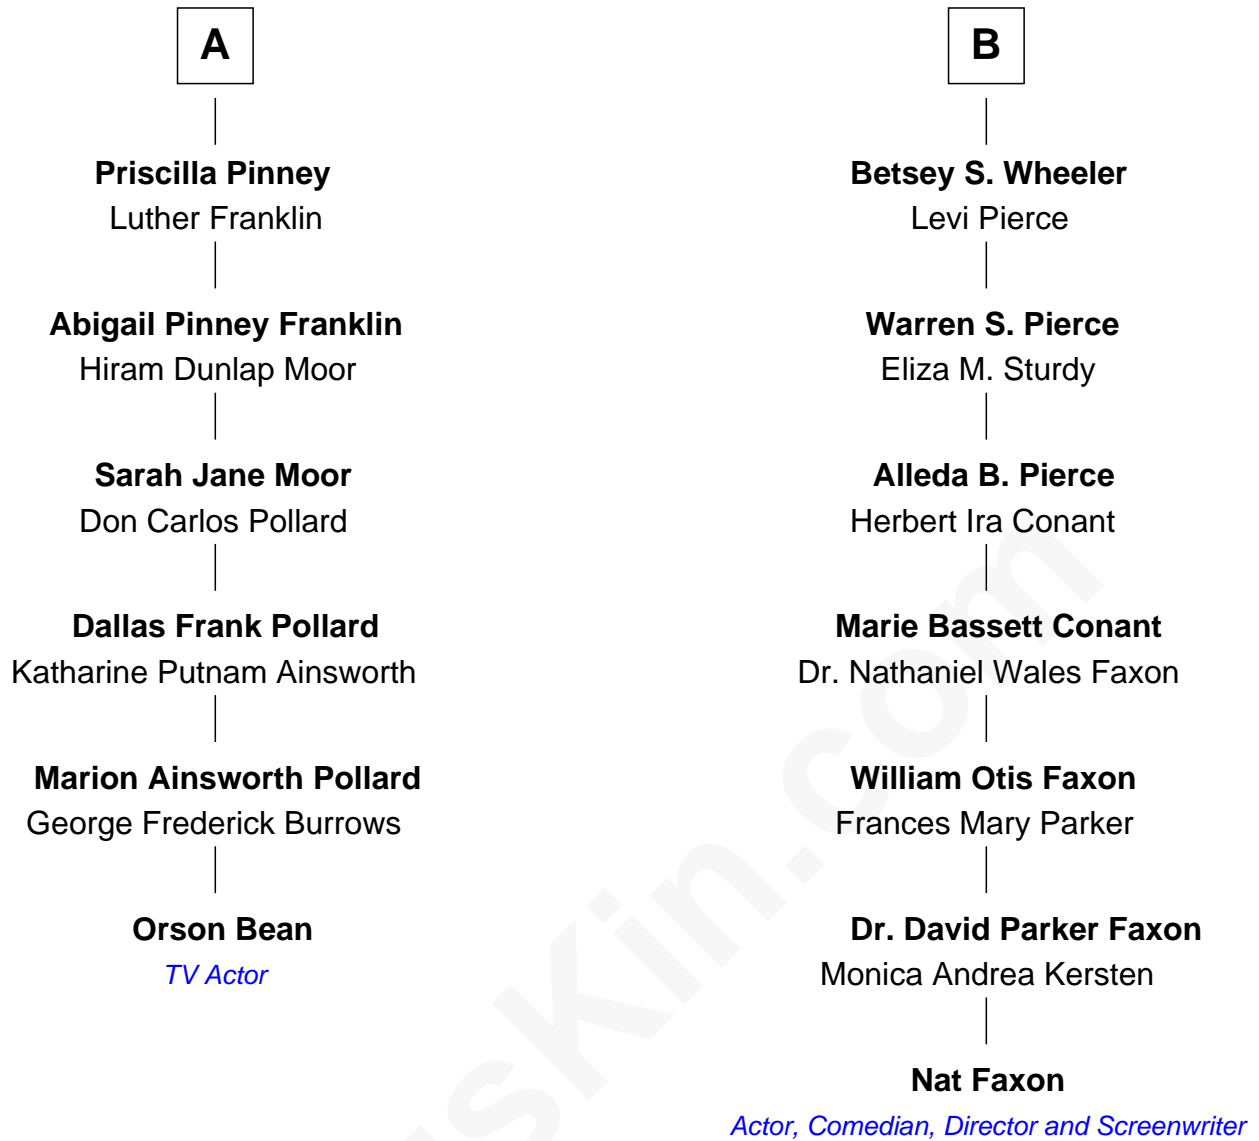 A
Priscilla Pinney
Luther Franklin
Abigail Pinney Franklin
Hiram Dunlap Moor
Sarah Jane Moor
Don Carlos Pollard
Dallas Frank Pollard
Katharine Putnam Ainsworth
Marion Ainsworth Pollard
George Frederick Burrows
Orson Bean
TV Actor
B
Betsey S. Wheeler
Levi Pierce
Warren S. Pierce
Eliza M. Sturdy
Alleda B. Pierce
Herbert Ira Conant
Marie Bassett Conant
Dr. Nathaniel Wales Faxon
William Otis Faxon
Frances Mary Parker
Dr. David Parker Faxon
Monica Andrea Kersten
Nat Faxon
Actor, Comedian, Director and Screenwriter